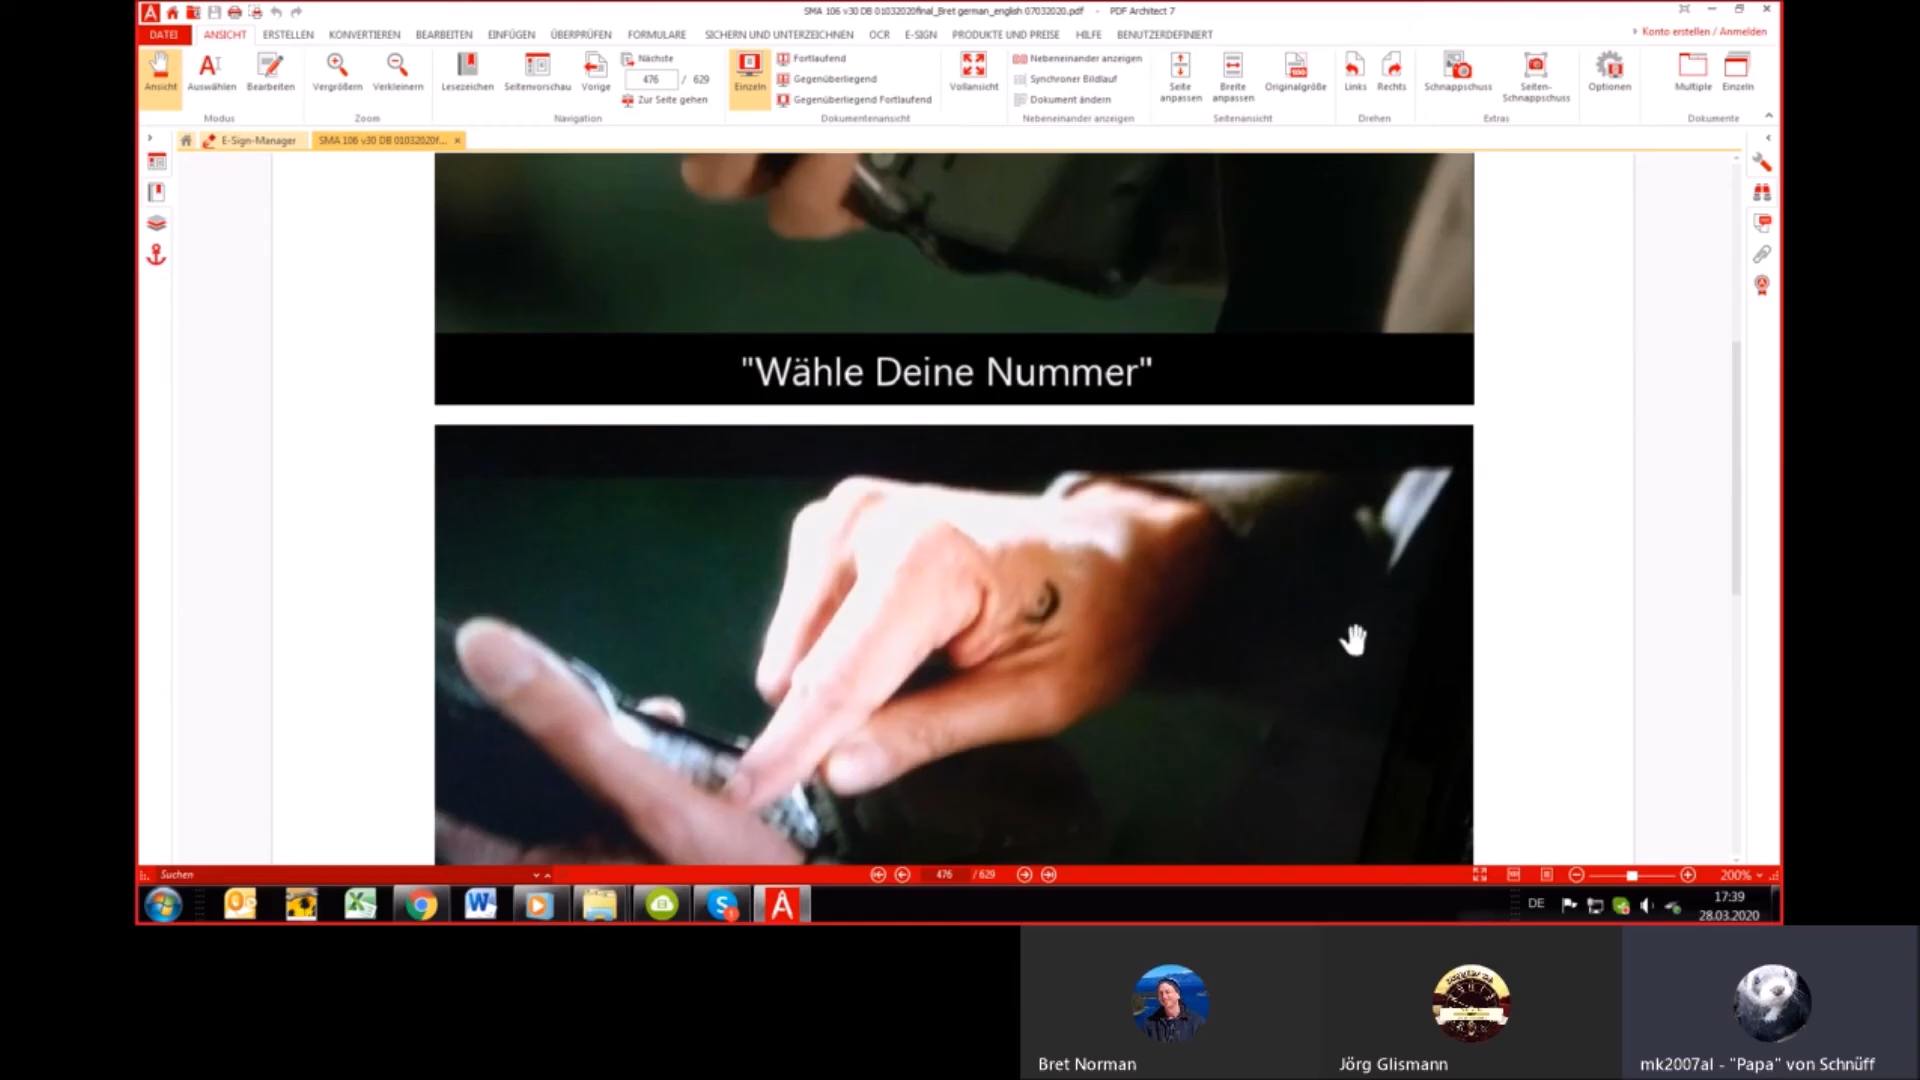 SMA 106 v30 DB 01032020final_Bret german_english 07032020.pdf - PDF Architect 7
DATEI ANSICHT ERSTELLEN KONVERTIEREN BEARBEITEN EINFÜGEN ÜBERPRÜFEN FORMULARE SICHERN UND UNTERZEICHNEN OCR E-SIGN PRODUKTE UND PREISE HILFE BENUTZERDEFINIERT Konto erstellen / Anmelden
Ansicht Auswählen Bearbeiten
Modus
Vergrößern Verkleinern
Zoom
Lesezeichen Seitenvorschau Vorige
Nächste
476 / 629
Zur Seite gehen
Navigation
Einzeln
Fortlaufend
Gegenüberliegend
Gegenüberliegend Fortlaufend
Vollansicht
Dokumentenansicht
Nebeneinander anzeigen
Synchroner Bildlauf
Dokument ändern
Nebeneinander anzeigen
Seite anpassen
Breite anpassen
Originalgröße
Seitenansicht
Links Rechts
Drehen
Schnappschuss
Seiten-Schnappschuss
Extras
Optionen
Multiple Einzeln
Dokumente
E-Sign-Manager
SMA 106 v30 DB 01032020f...
"Wähle Deine Nummer"
Suchen
476 / 629
200%
DE
17:39
28.03.2020
Bret Norman
Jörg Glismann
mk2007al - "Papa" von Schnüff